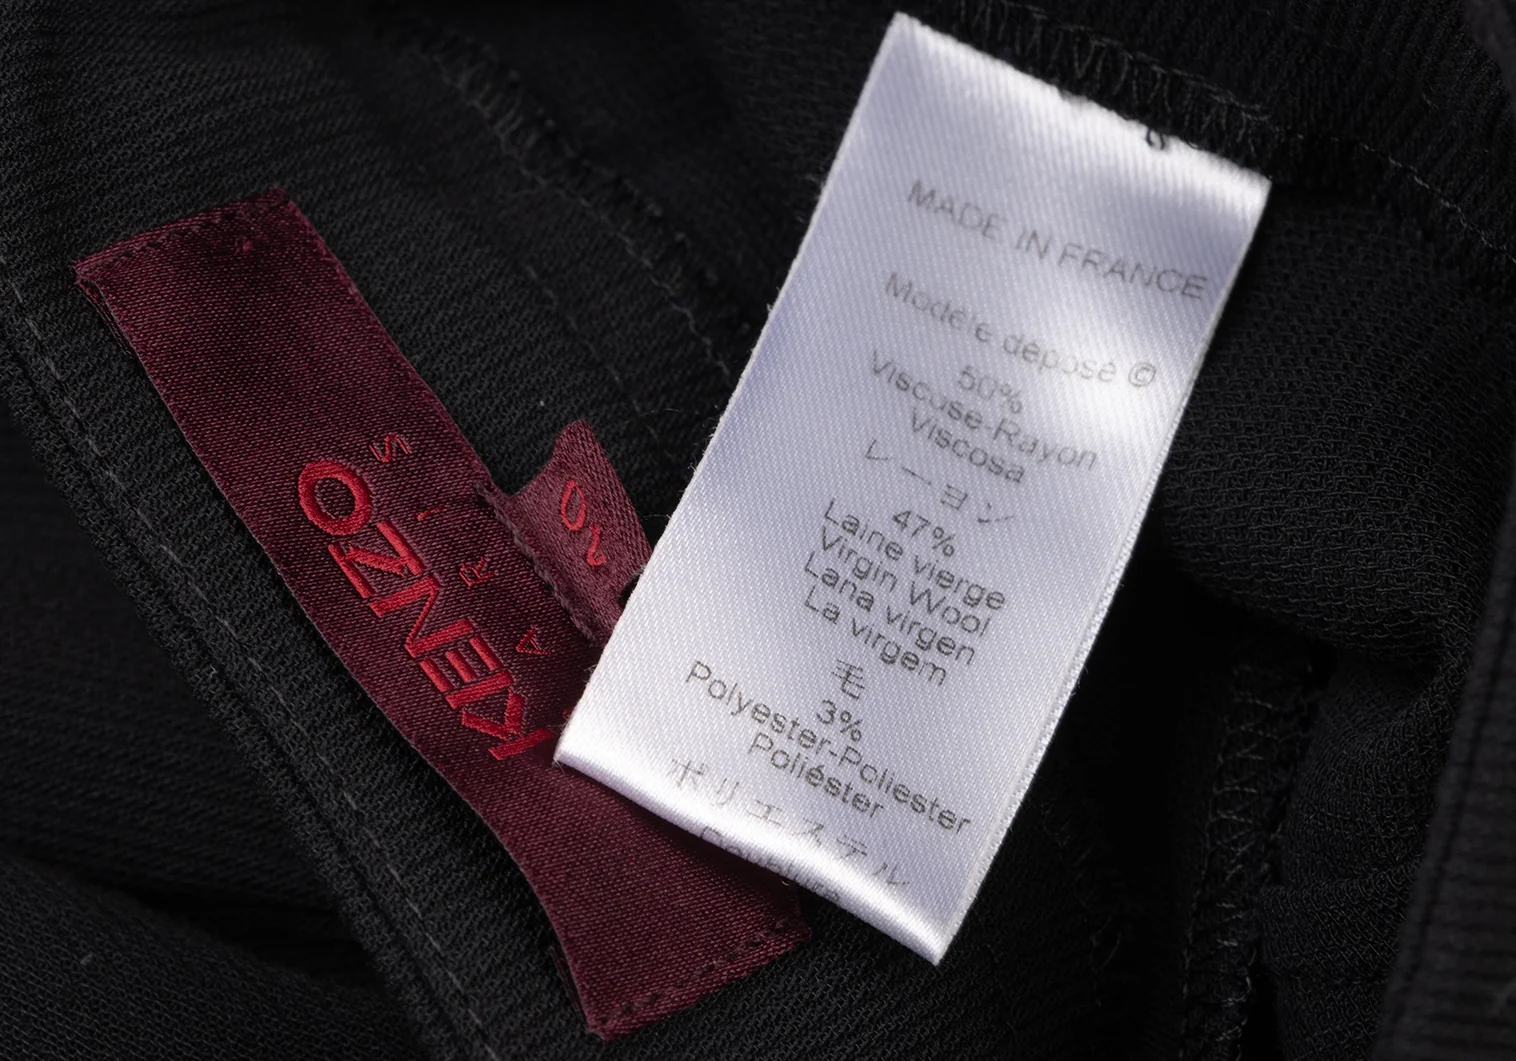 KENZO
PARIS
MADE IN FRANCE
Modèle déposé ©
50%
Viscose-Rayon
Viscosa
レーヨン
47%
Laine vierge
Virgin Wool
Lana virgen
La virgem
毛
3%
Polyester-Poliester
Poliéster
ポリエステル